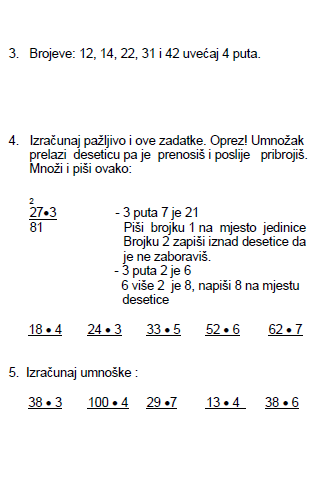 3. Brojeve: 12, 14, 22, 31 i 42 uvećaj 4 puta.
4. Izračunaj pažljivo i ove zadatke. Oprez! Umnožak
prelazi deseticu pa je prenosiš i poslije pribrojiš.
Množi i piši ovako:
2
27•3 - 3 puta 7 je 21
81 Piši brojku 1 na mjesto jedinice
Brojku 2 zapiši iznad desetice da
je ne zaboraviš.
- 3 puta 2 je 6
6 više 2 je 8, napiši 8 na mjestu
desetice
18 • 4 24 • 3 33 • 5 52 • 6 62 • 7
5. Izračunaj umnoške :
38 • 3 100 • 4 29 •7 13 • 4 38 • 6